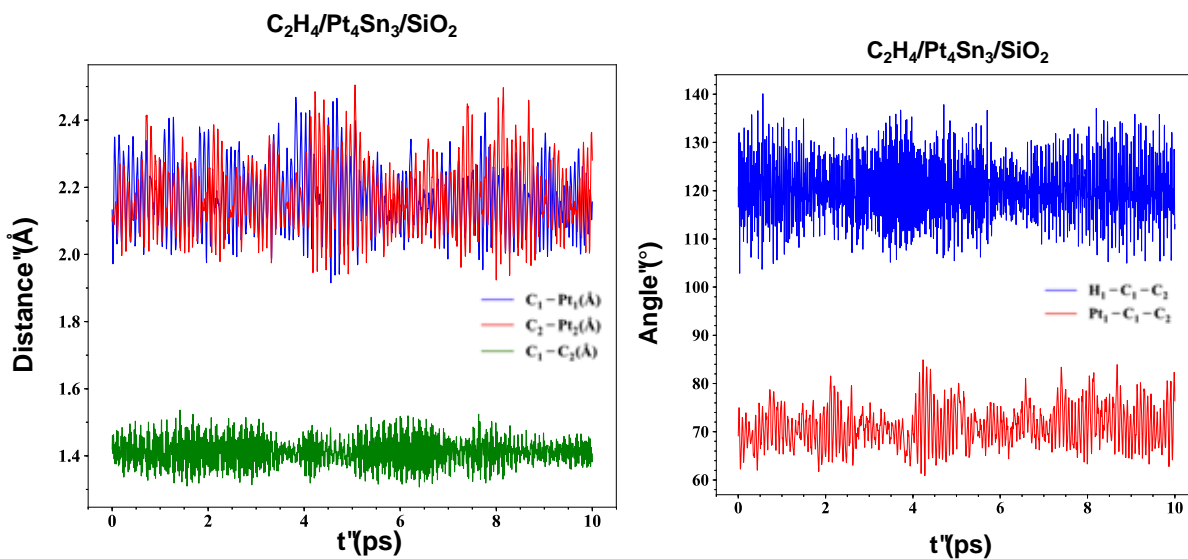 C₂H₄/Pt₄Sn₃/SiO₂
Distance"(Å)
2.4
2.2
2.0
1.8
1.6
1.4
C₁−Pt₁(Å)
C₂−Pt₂(Å)
C₁−C₂(Å)
0 2 4 6 8 10
t"(ps)
C₂H₄/Pt₄Sn₃/SiO₂
Angle"(°)
140
130
120
110
100
90
80
70
60
H₁−C₁−C₂
Pt₁−C₁−C₂
0 2 4 6 8 10
t"(ps)